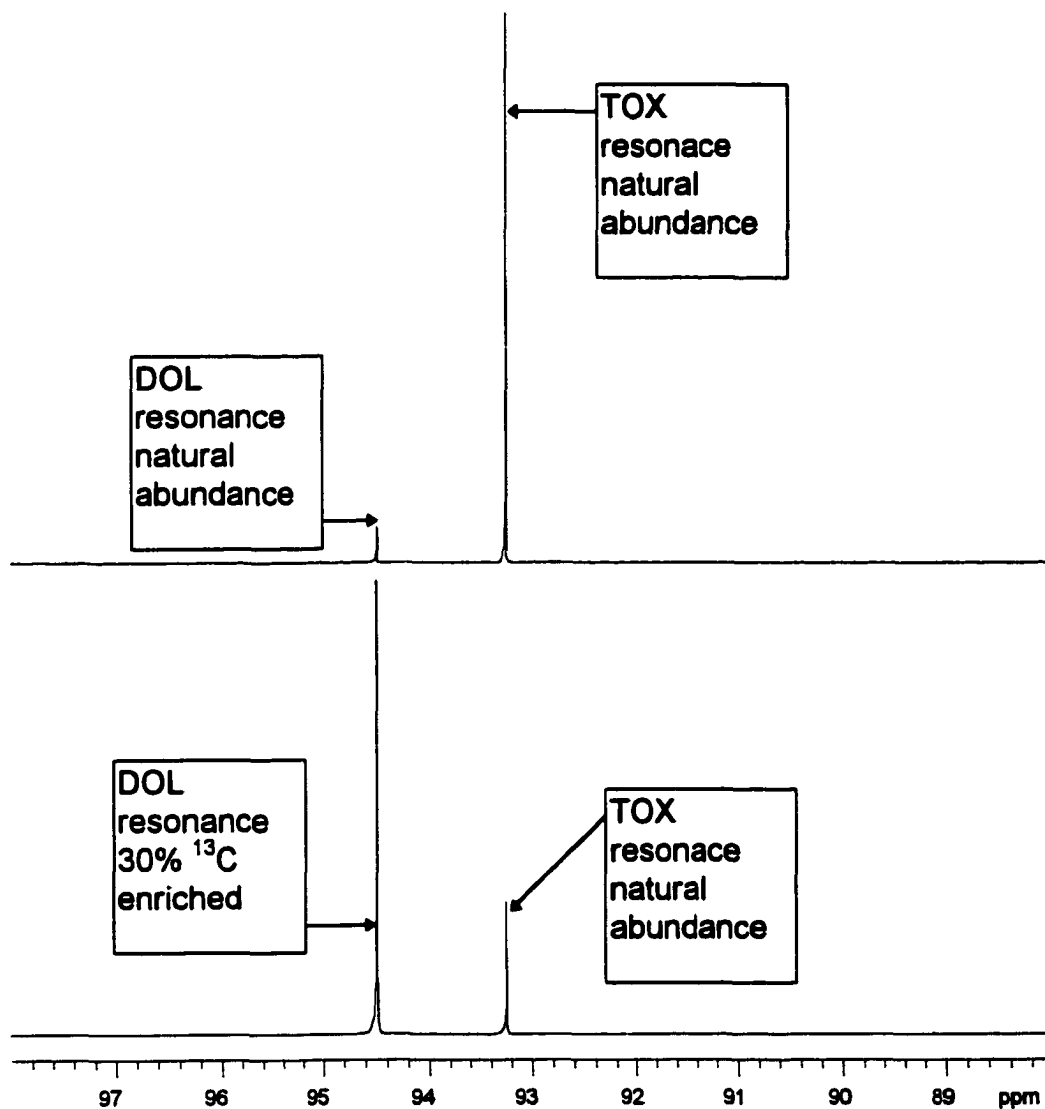 TOX
resonace
natural
abundance
DOL
resonance
natural
abundance
DOL
resonance
30% ¹³C
enriched
TOX
resonace
natural
abundance
97 96 95 94 93 92 91 90 89 ppm